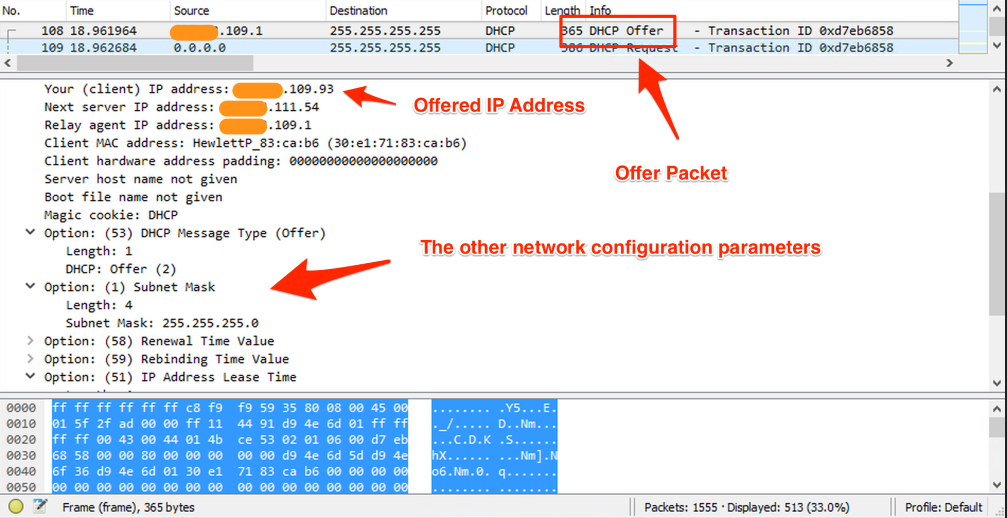 No. Time Source Destination Protocol Length Info
108 18.961964 .109.1 255.255.255.255 DHCP 365 DHCP Offer - Transaction ID 0xd7eb6858
109 18.962684 0.0.0.0 255.255.255.255 DHCP 386 DHCP Request - Transaction ID 0xd7eb6858
Your (client) IP address: .109.93
Offered IP Address
Next server IP address: .111.54
Relay agent IP address: .109.1
Client MAC address: HewlettP_83:ca:b6 (30:e1:71:83:ca:b6)
Client hardware address padding: 00000000000000000000
Offer Packet
Server host name not given
Boot file name not given
Magic cookie: DHCP
Option: (53) DHCP Message Type (Offer)
The other network configuration parameters
Length: 1
DHCP: Offer (2)
Option: (1) Subnet Mask
Length: 4
Subnet Mask: 255.255.255.0
Option: (58) Renewal Time Value
Option: (59) Rebinding Time Value
Option: (51) IP Address Lease Time
0000 ff ff ff ff ff ff c8 f9 f9 59 35 80 08 00 45 00 ........ .Y5...E.
0010 01 5f 2f ad 00 00 ff 11 44 91 d9 4e 6d 01 ff ff ._/..... D..Nm...
0020 ff ff 00 43 00 44 01 4b ce 53 02 01 06 00 d7 eb ...C.D.K .S......
0030 68 58 00 00 80 00 00 00 00 00 d9 4e 6d 5d d9 4e hX...... ...Nm].N
0040 6f 36 d9 4e 6d 01 30 e1 71 83 ca b6 00 00 00 00 o6.Nm.0. q.......
0050 00 00 00 00 00 00 00 00 00 00 00 00 00 00 00 00 ........ ........
Frame (frame), 365 bytes Packets: 1555 · Displayed: 513 (33.0%) Profile: Default